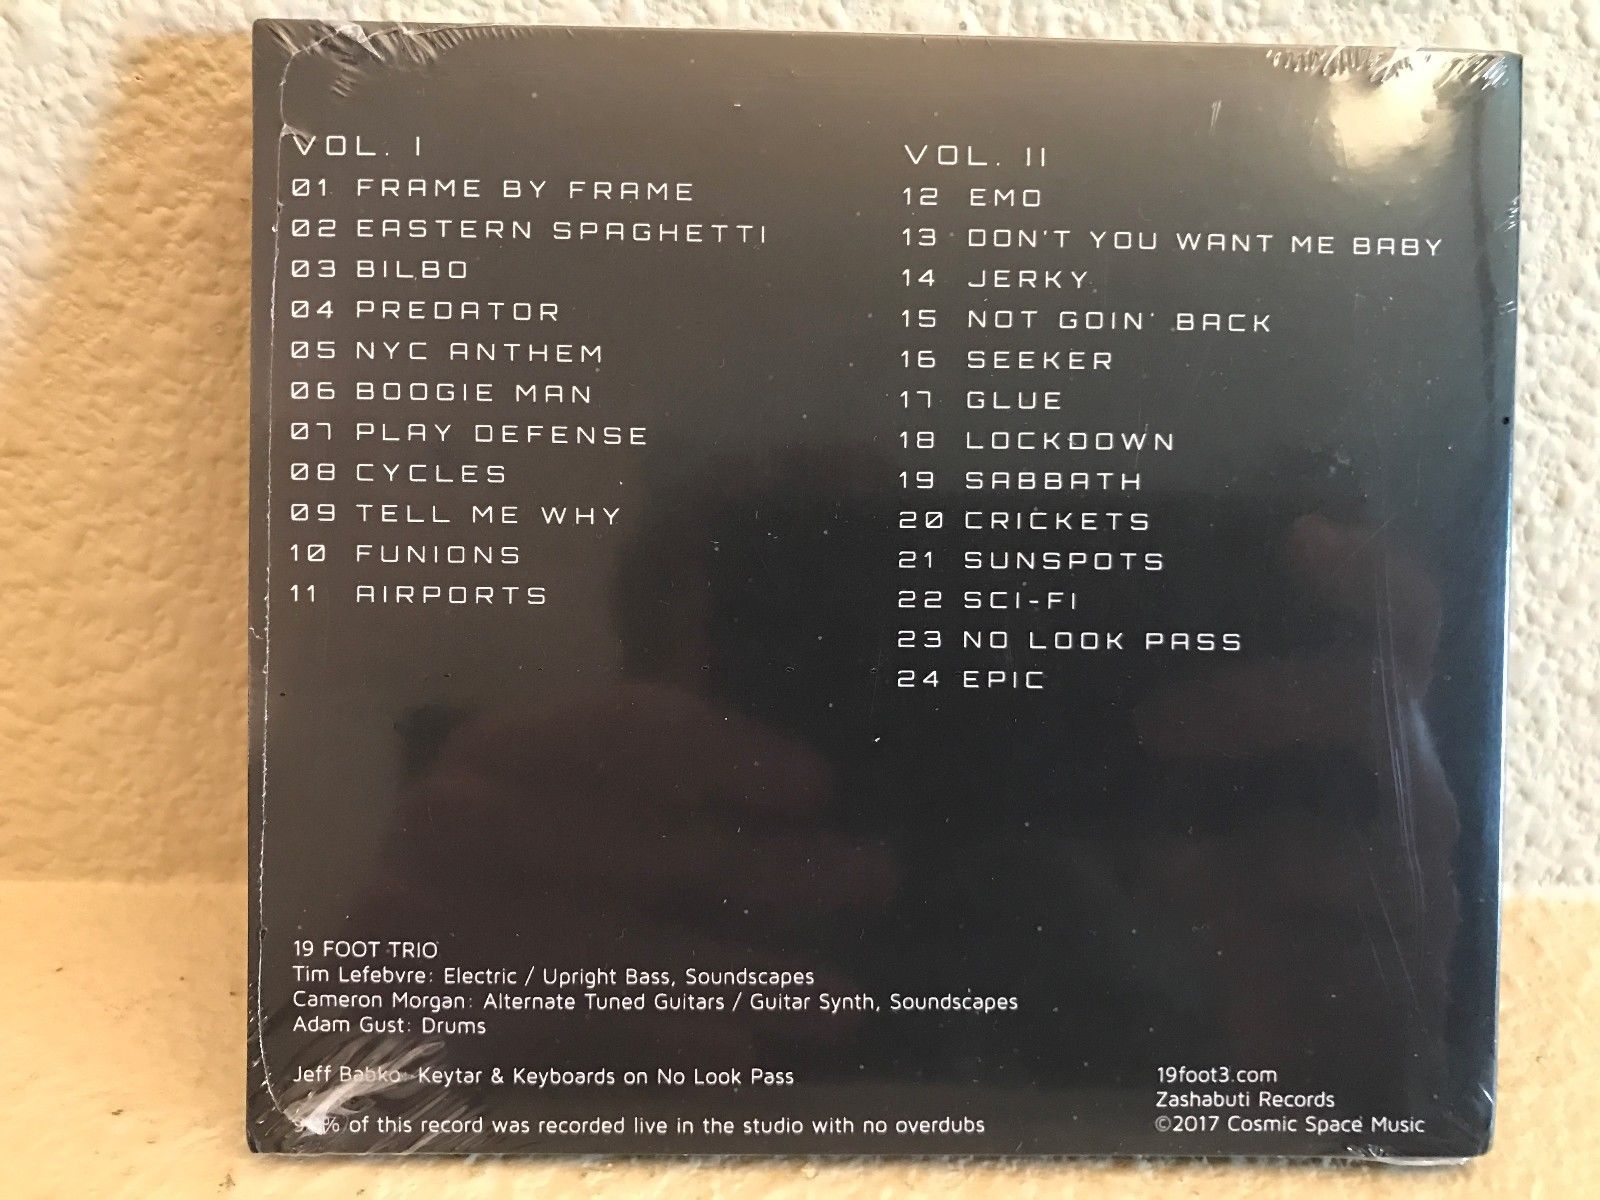 VOL. I
01 FRAME BY FRAME
02 EASTERN SPAGHETTI
03 BILBO
04 PREDATOR
05 NYC ANTHEM
06 BOOGIE MAN
07 PLAY DEFENSE
08 CYCLES
09 TELL ME WHY
10 FUNIONS
11 AIRPORTS
VOL. II
12 EMO
13 DON'T YOU WANT ME BABY
14 JERKY
15 NOT GOIN' BACK
16 SEEKER
17 GLUE
18 LOCKDOWN
19 SABBATH
20 CRICKETS
21 SUNSPOTS
22 SCI-FI
23 NO LOOK PASS
24 EPIC
19 FOOT TRIO
Tim Lefebvre: Electric / Upright Bass, Soundscapes
Cameron Morgan: Alternate Tuned Guitars / Guitar Synth, Soundscapes
Adam Gust: Drums
Jeff Babko: Keytar & Keyboards on No Look Pass
of this record was recorded live in the studio with no overdubs
19foot3.com
Zashabuti Records
©2017 Cosmic Space Music